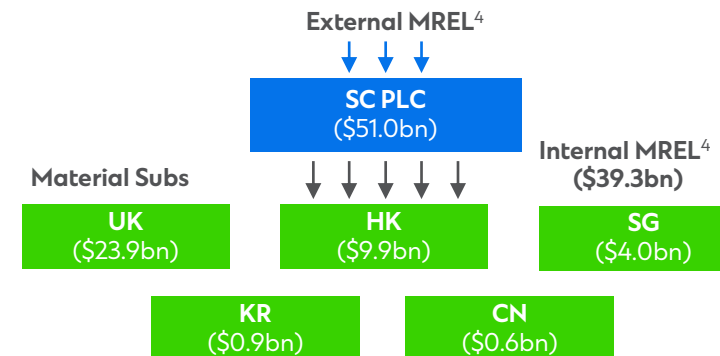 External MREL⁴
SC PLC
($51.0bn)
Internal MREL⁴
($39.3bn)
Material Subs
UK
($23.9bn)
HK
($9.9bn)
SG
($4.0bn)
KR
($0.9bn)
CN
($0.6bn)